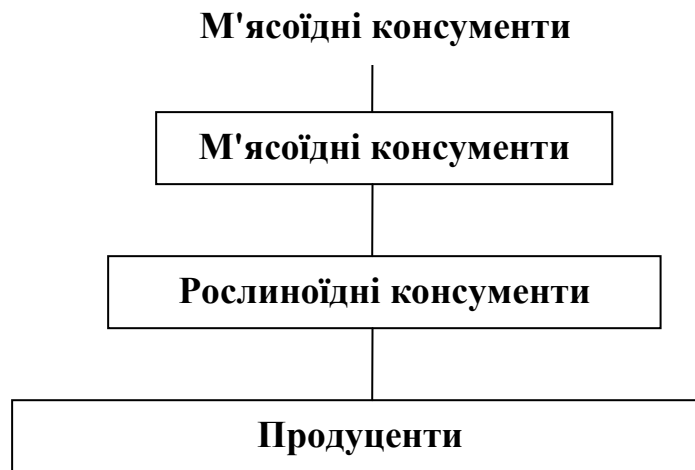 М'ясоїдні консументи
М'ясоїдні консументи
Рослиноїдні консументи
Продуценти